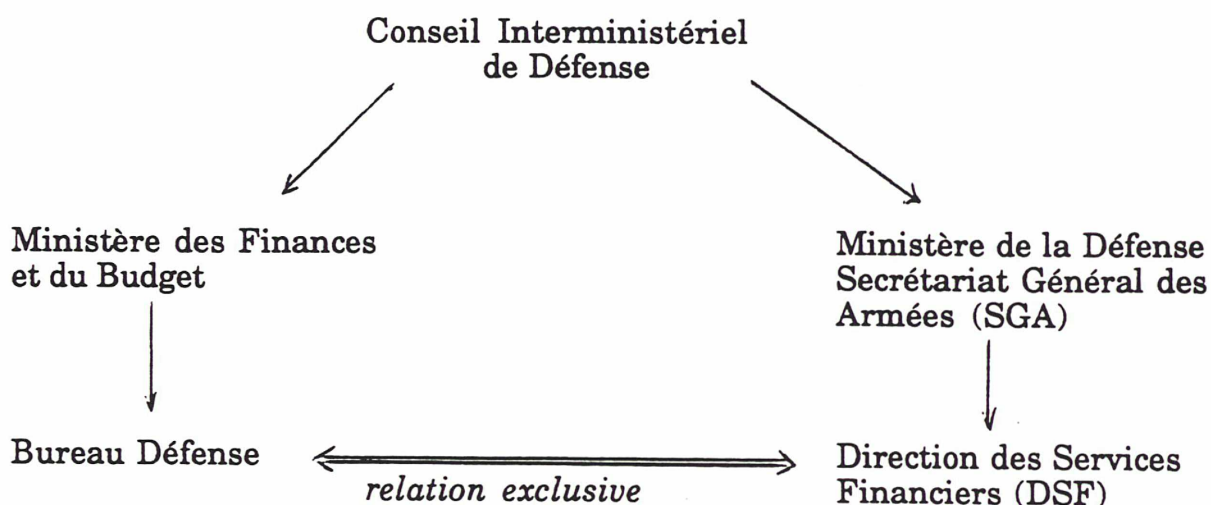 Conseil Interministériel
de Défense
Ministère des Finances
et du Budget
Ministère de la Défense
Secrétariat Général des
Armées (SGA)
Bureau Défense
relation exclusive
Direction des Services
Financiers (DSF)